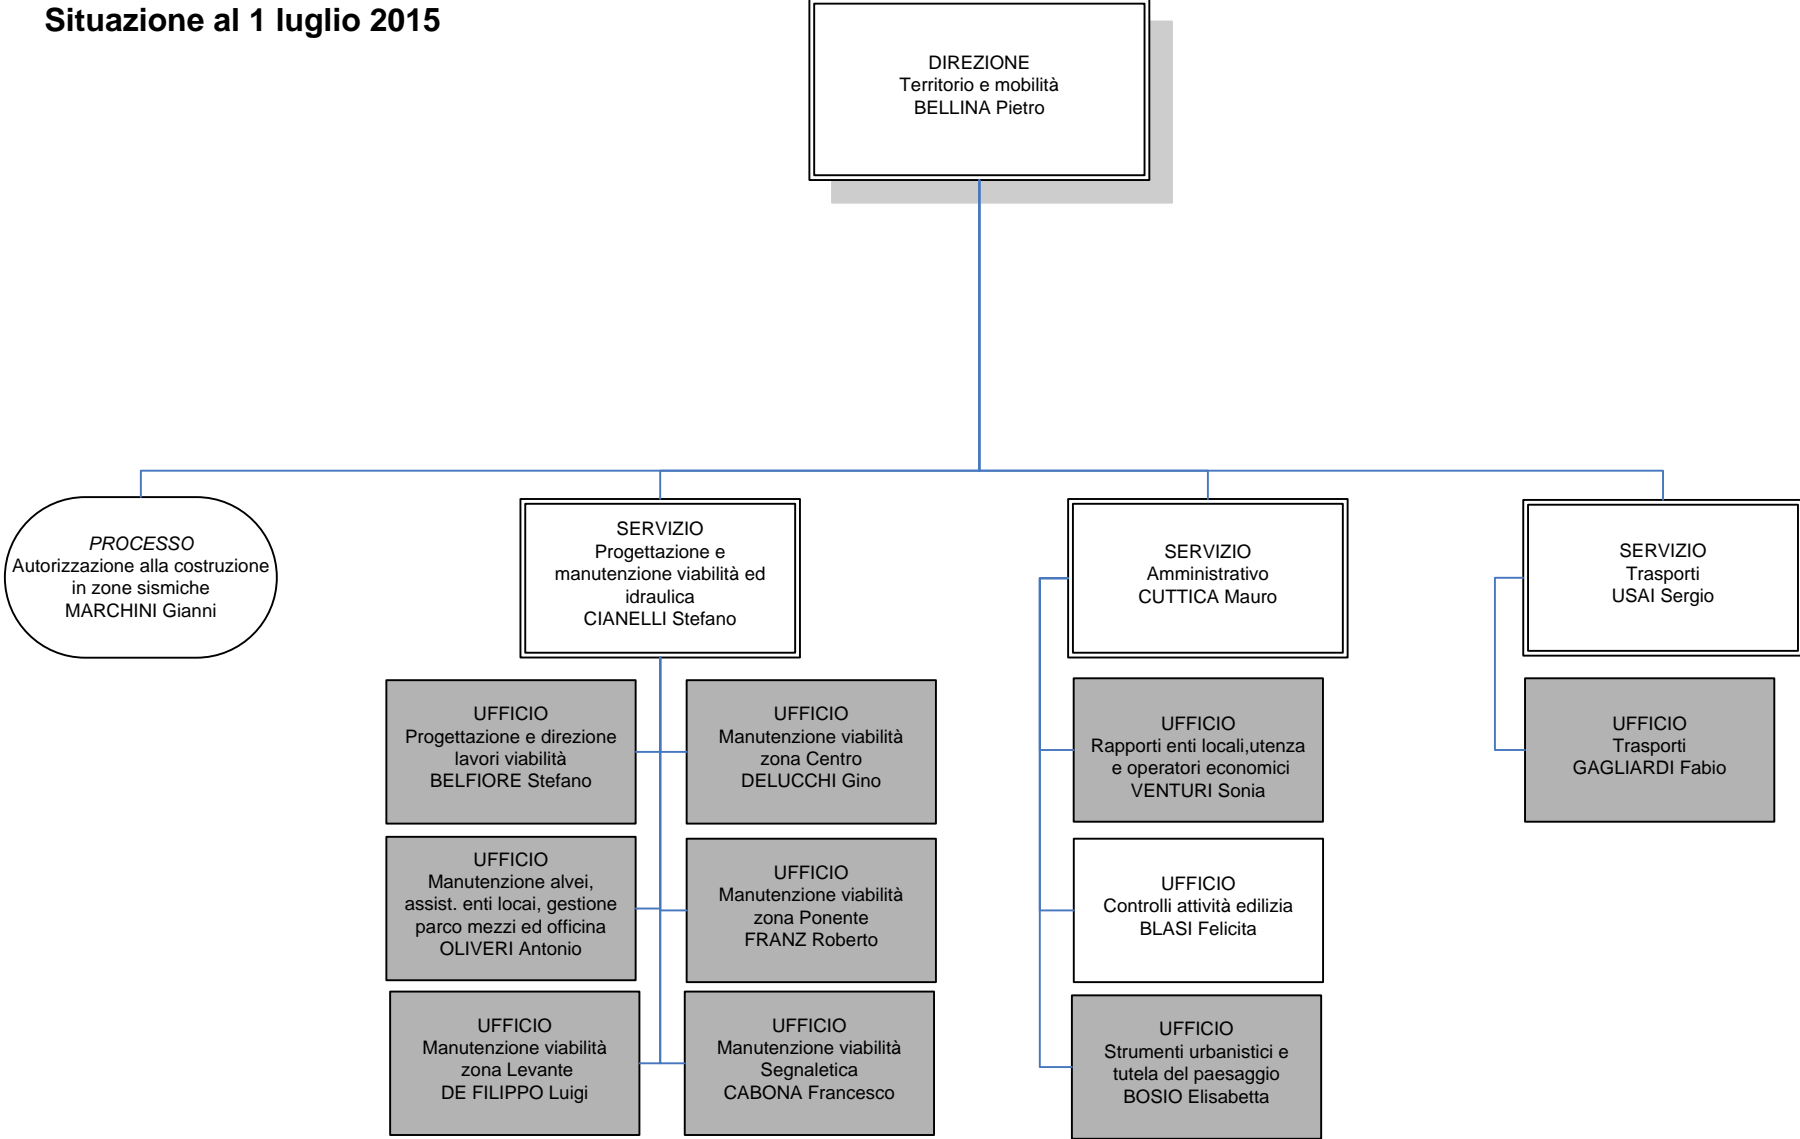 Situazione al 1 luglio 2015
DIREZIONE
Territorio e mobilità
BELLINA Pietro
PROCESSO
Autorizzazione alla costruzione
in zone sismiche
MARCHINI Gianni
SERVIZIO
Progettazione e
manutenzione viabilità ed
idraulica
CIANELLI Stefano
SERVIZIO
Amministrativo
CUTTICA Mauro
SERVIZIO
Trasporti
USAI Sergio
UFFICIO
Progettazione e direzione
lavori viabilità
BELFIORE Stefano
UFFICIO
Manutenzione viabilità
zona Centro
DELUCCHI Gino
UFFICIO
Rapporti enti locali,utenza
e operatori economici
VENTURI Sonia
UFFICIO
Trasporti
GAGLIARDI Fabio
UFFICIO
Manutenzione alvei,
assist. enti locai, gestione
parco mezzi ed officina
OLIVERI Antonio
UFFICIO
Manutenzione viabilità
zona Ponente
FRANZ Roberto
UFFICIO
Controlli attività edilizia
BLASI Felicita
UFFICIO
Manutenzione viabilità
zona Levante
DE FILIPPO Luigi
UFFICIO
Manutenzione viabilità
Segnaletica
CABONA Francesco
UFFICIO
Strumenti urbanistici e
tutela del paesaggio
BOSIO Elisabetta